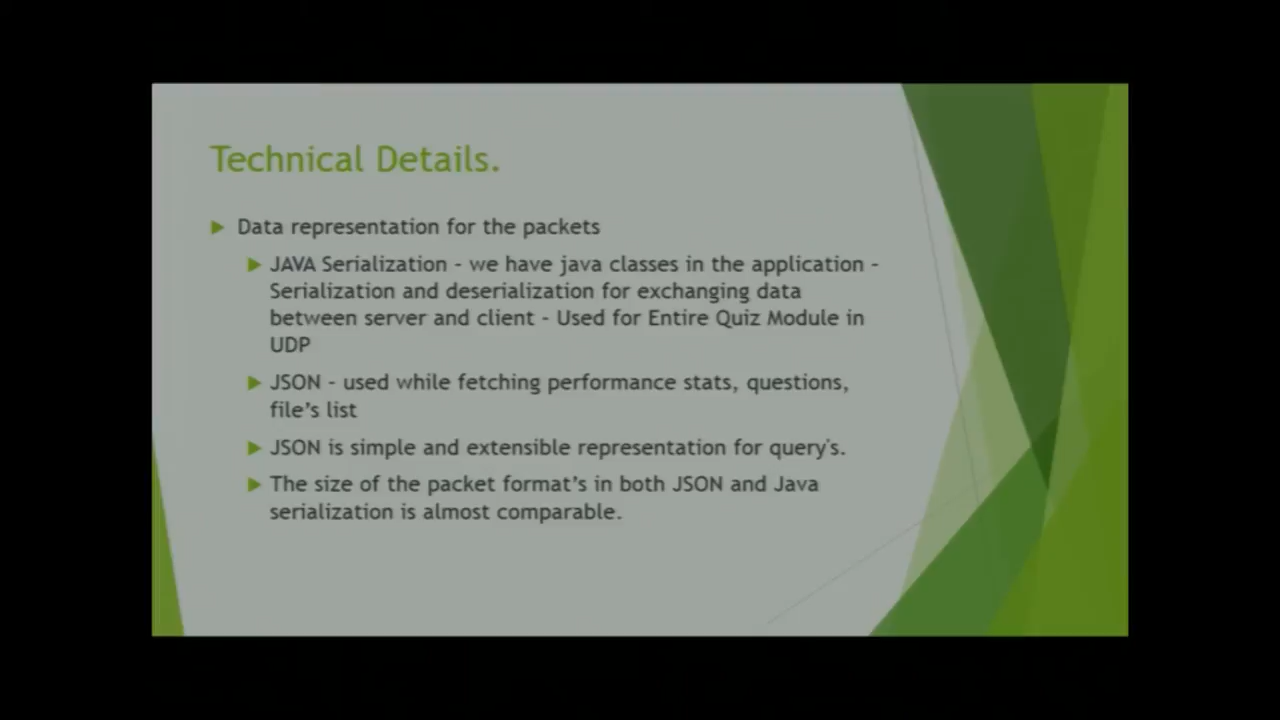 Technical Details.
Data representation for the packets
JAVA Serialization - we have java classes in the application -
Serialization and deserialization for exchanging data
between server and client - Used for Entire Quiz Module in
UDP
JSON - used while fetching performance stats, questions,
file's list
JSON is simple and extensible representation for query's.
The size of the packet format's in both JSON and Java
serialization is almost comparable.